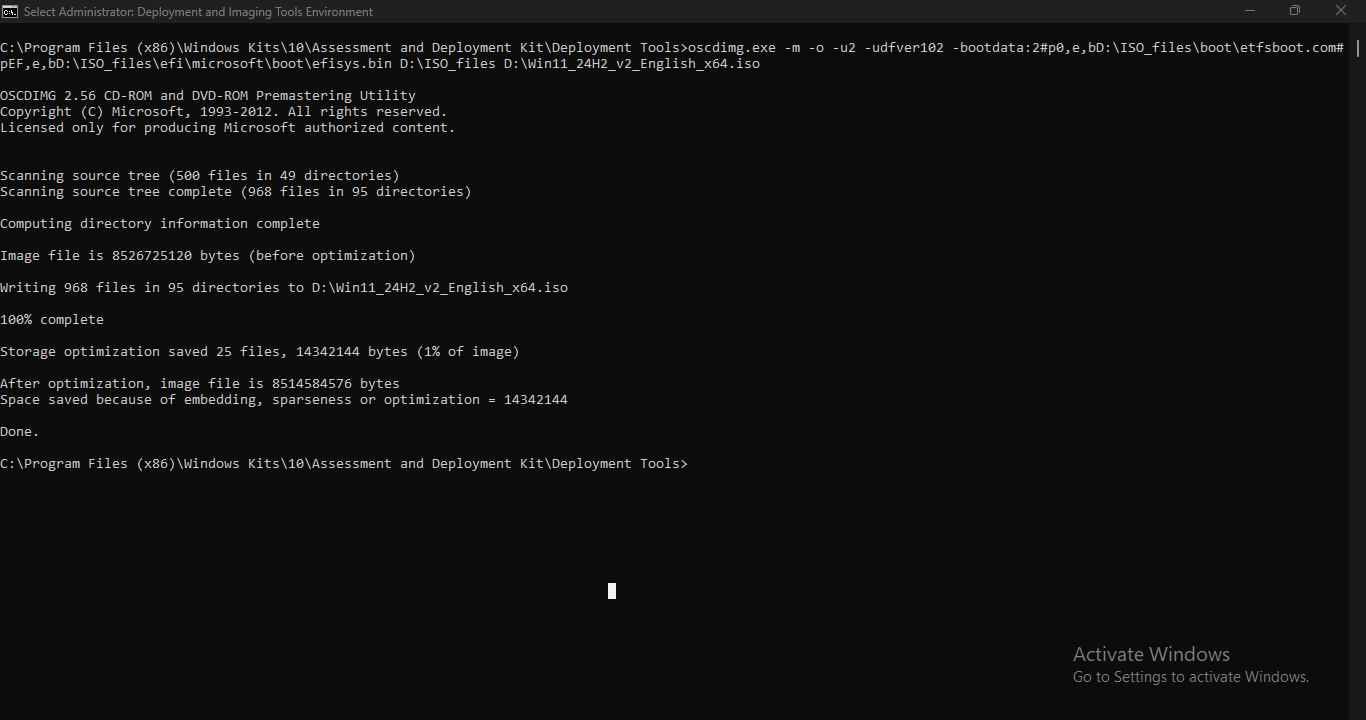 Select Administrator: Deployment and Imaging Tools Environment
C:\Program Files (x86)\Windows Kits\10\Assessment and Deployment Kit\Deployment Tools>oscdimg.exe -m -o -u2 -udfver102 -bootdata:2#p0,e,bD:\ISO_files\boot\etfsboot.com#
pEF,e,bD:\ISO_files\efi\microsoft\boot\efisys.bin D:\ISO_files D:\Win11_24H2_v2_English_x64.iso
OSCDIMG 2.56 CD-ROM and DVD-ROM Premastering Utility
Copyright (C) Microsoft, 1993-2012. All rights reserved.
Licensed only for producing Microsoft authorized content.
Scanning source tree (500 files in 49 directories)
Scanning source tree complete (968 files in 95 directories)
Computing directory information complete
Image file is 8526725120 bytes (before optimization)
Writing 968 files in 95 directories to D:\Win11_24H2_v2_English_x64.iso
100% complete
Storage optimization saved 25 files, 14342144 bytes (1% of image)
After optimization, image file is 8514584576 bytes
Space saved because of embedding, sparseness or optimization = 14342144
Done.
C:\Program Files (x86)\Windows Kits\10\Assessment and Deployment Kit\Deployment Tools>
Activate Windows
Go to Settings to activate Windows.